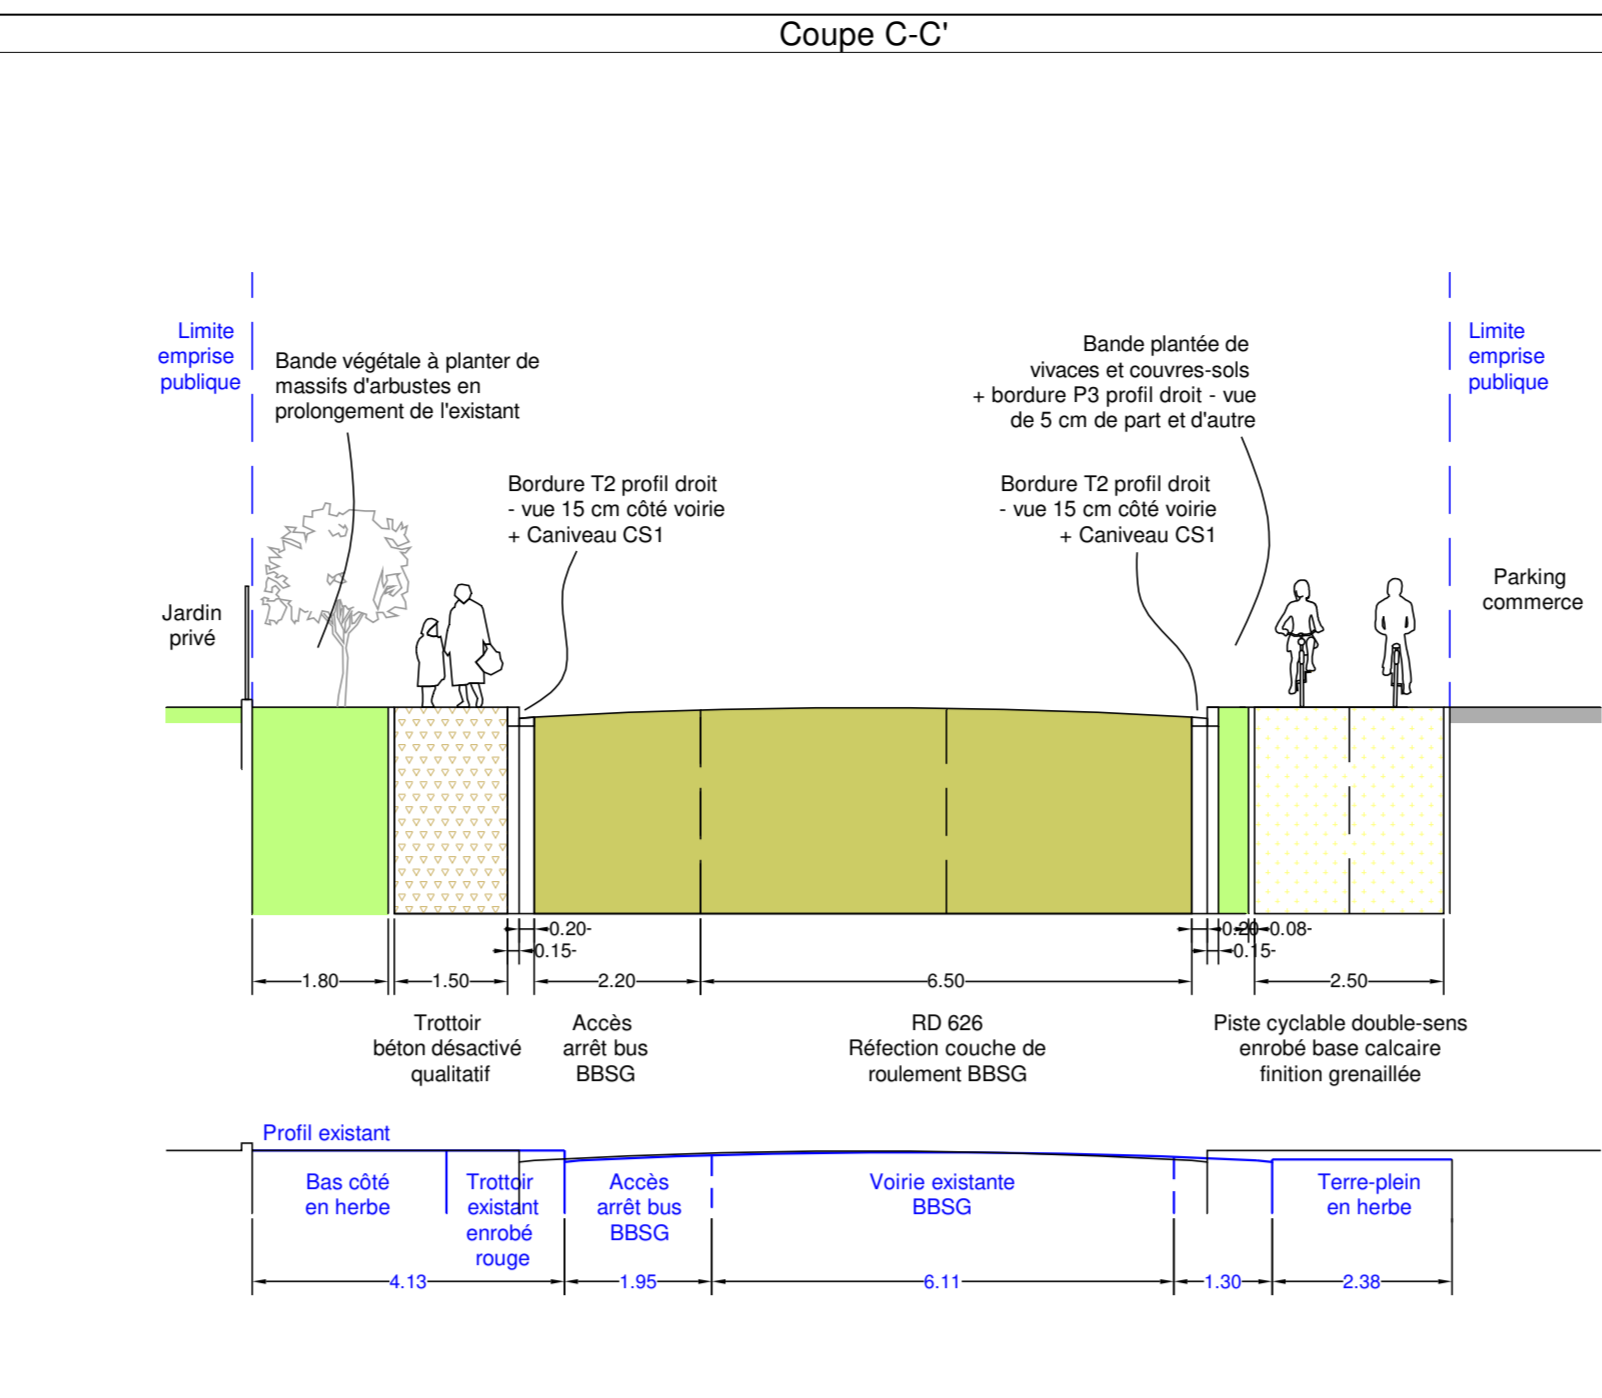 Coupe C-C'
Limite
emprise
publique
Bande végétale à planter de
massifs d'arbustes en
prolongement de l'existant
Bordure T2 profil droit
- vue 15 cm côté voirie
+ Caniveau CS1
Bande plantée de
vivaces et couvres-sols
+ bordure P3 profil droit - vue
de 5 cm de part et d'autre
Bordure T2 profil droit
- vue 15 cm côté voirie
+ Caniveau CS1
Limite
emprise
publique
Jardin
privé
Parking
commerce
0.20
0.15
0.20
0.08
0.15
1.80
1.50
2.20
6.50
2.50
Trottoir
béton désactivé
qualitatif
Accès
arrêt bus
BBSG
RD 626
Réfection couche de
roulement BBSG
Piste cyclable double-sens
enrobé base calcaire
finition grenaillée
Profil existant
Bas côté
en herbe
Trottoir
existant
enrobé
rouge
Accès
arrêt bus
BBSG
Voirie existante
BBSG
Terre-plein
en herbe
4.13
1.95
6.11
1.30
2.38